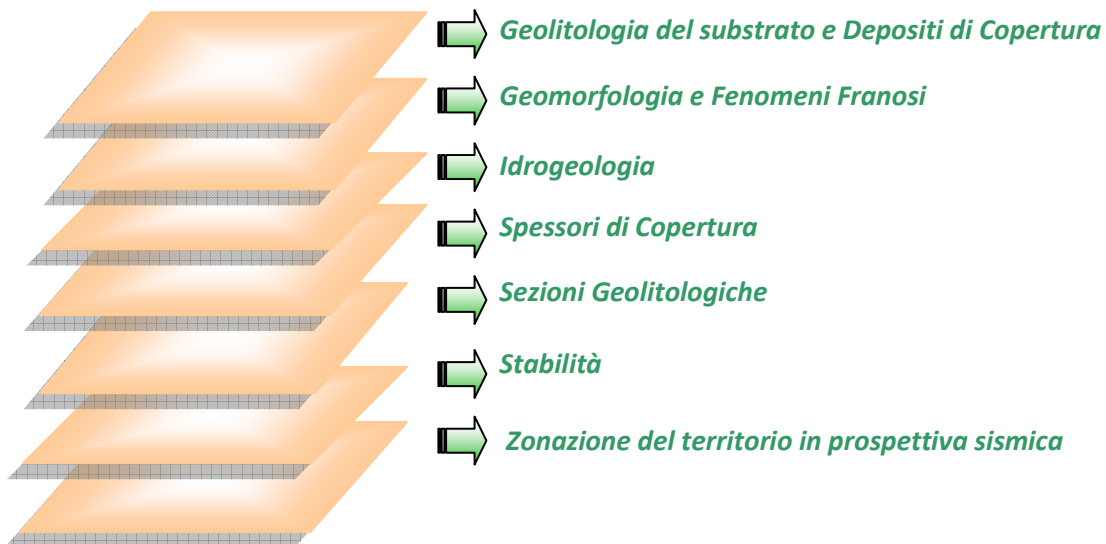 Geolitologia del substrato e Depositi di Copertura
Geomorfologia e Fenomeni Franosi
Idrogeologia
Spessori di Copertura
Sezioni Geolitologiche
Stabilità
Zonazione del territorio in prospettiva sismica